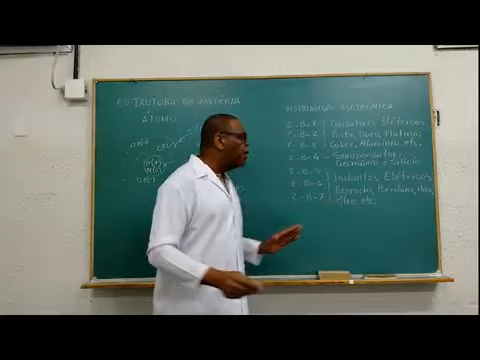 ESTRUTURA DA MATÉRIA
ÁTOMO
DISTRIBUIÇÃO ELETRÔNICA
2-8-1 Condutores Elétricos
2-8-2 Prata, Ouro, Platina,
2-8-3 Cobre, Alumínio etc.
2-8-4 - Semicondutor
Germânio e Silício
2-8-5 Isolantes Elétricos
2-8-6 Borracha, Porcelana, Mica,
2-8-7 Óleo etc.